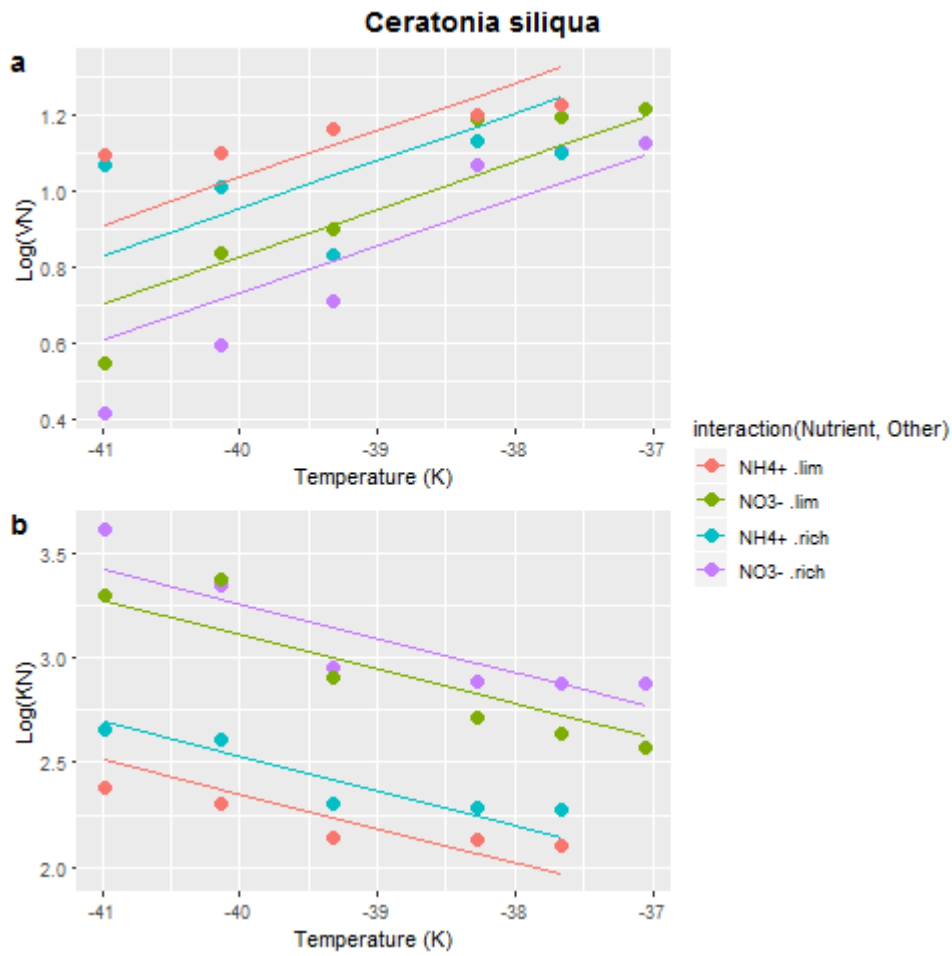 Ceratonia siliqua
a
Log(VN)
1.2
1.0
0.8
0.6
0.4
-41 -40 -39 -38 -37
Temperature (K)
interaction(Nutrient, Other)
NH4+ .lim
NO3- .lim
NH4+ .rich
NO3- .rich
b
Log(KN)
3.5
3.0
2.5
2.0
-41 -40 -39 -38 -37
Temperature (K)